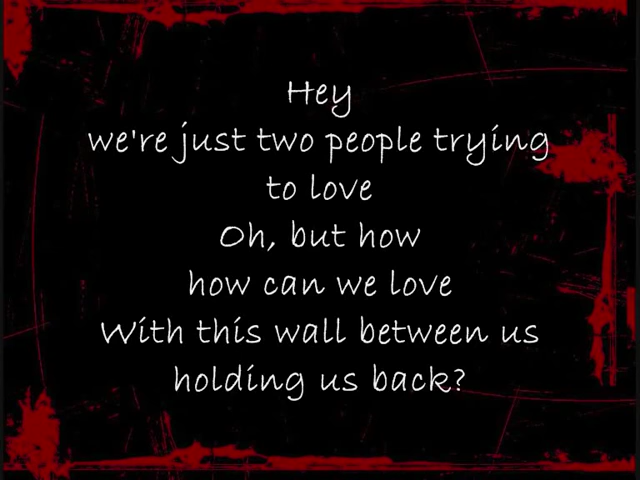 Hey
we're just two people trying
to love
Oh, but how
how can we love
With this wall between us
holding us back?